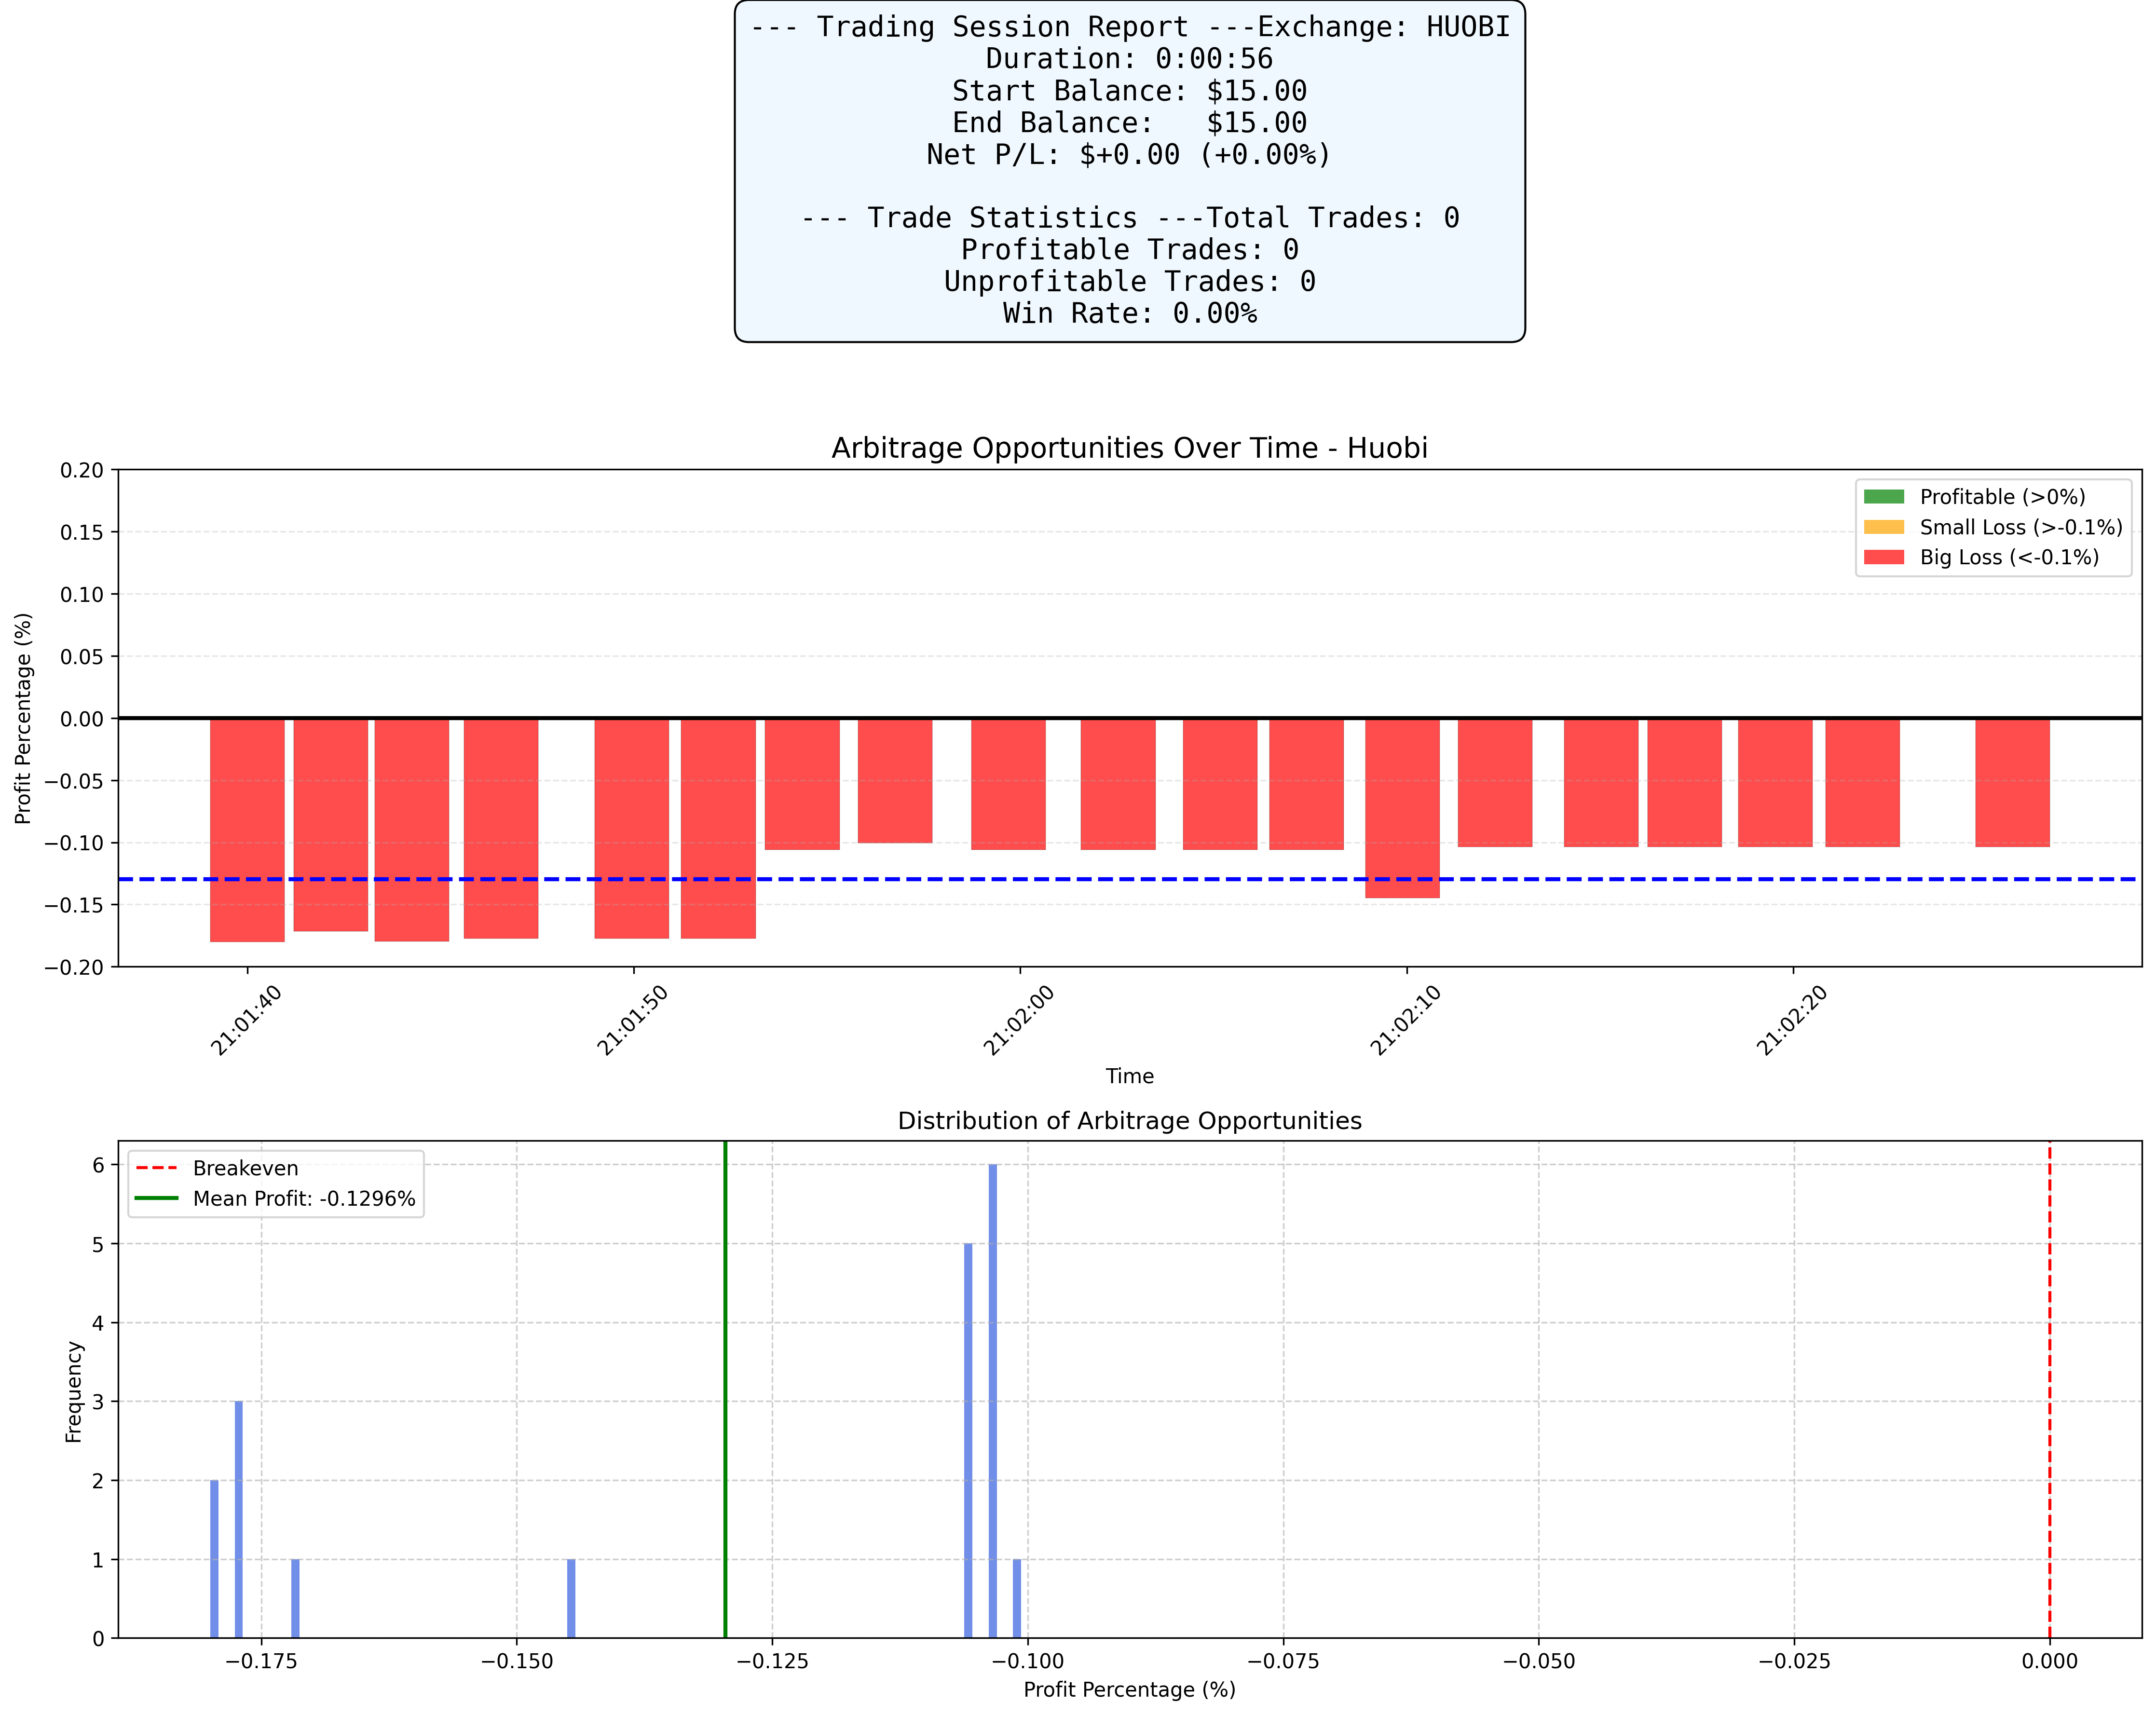 --- Trading Session Report ---Exchange: HUOBI
Duration: 0:00:56
Start Balance: $15.00
End Balance:   $15.00
Net P/L: $+0.00 (+0.00%)
--- Trade Statistics ---Total Trades: 0
Profitable Trades: 0
Unprofitable Trades: 0
Win Rate: 0.00%
Arbitrage Opportunities Over Time - Huobi
Profit Percentage (%)
0.20
0.15
0.10
0.05
0.00
−0.05
−0.10
−0.15
−0.20
Profitable (>0%)
Small Loss (>-0.1%)
Big Loss (<-0.1%)
21:01:40
21:01:50
21:02:00
21:02:10
21:02:20
Time
Distribution of Arbitrage Opportunities
Frequency
6
5
4
3
2
1
0
Breakeven
Mean Profit: -0.1296%
−0.175
−0.150
−0.125
−0.100
−0.075
−0.050
−0.025
0.000
Profit Percentage (%)